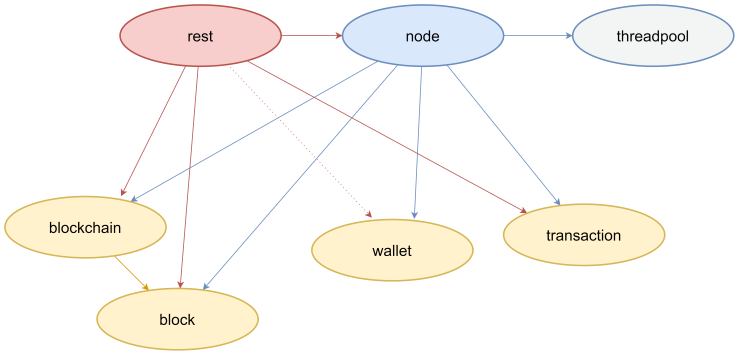 rest
node
threadpool
blockchain
wallet
transaction
block